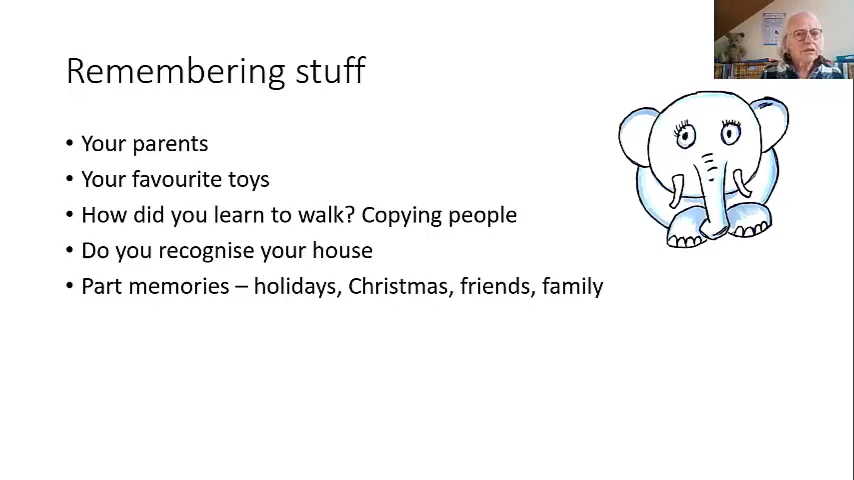 Remembering stuff
• Your parents
• Your favourite toys
• How did you learn to walk? Copying people
• Do you recognise your house
• Part memories – holidays, Christmas, friends, family